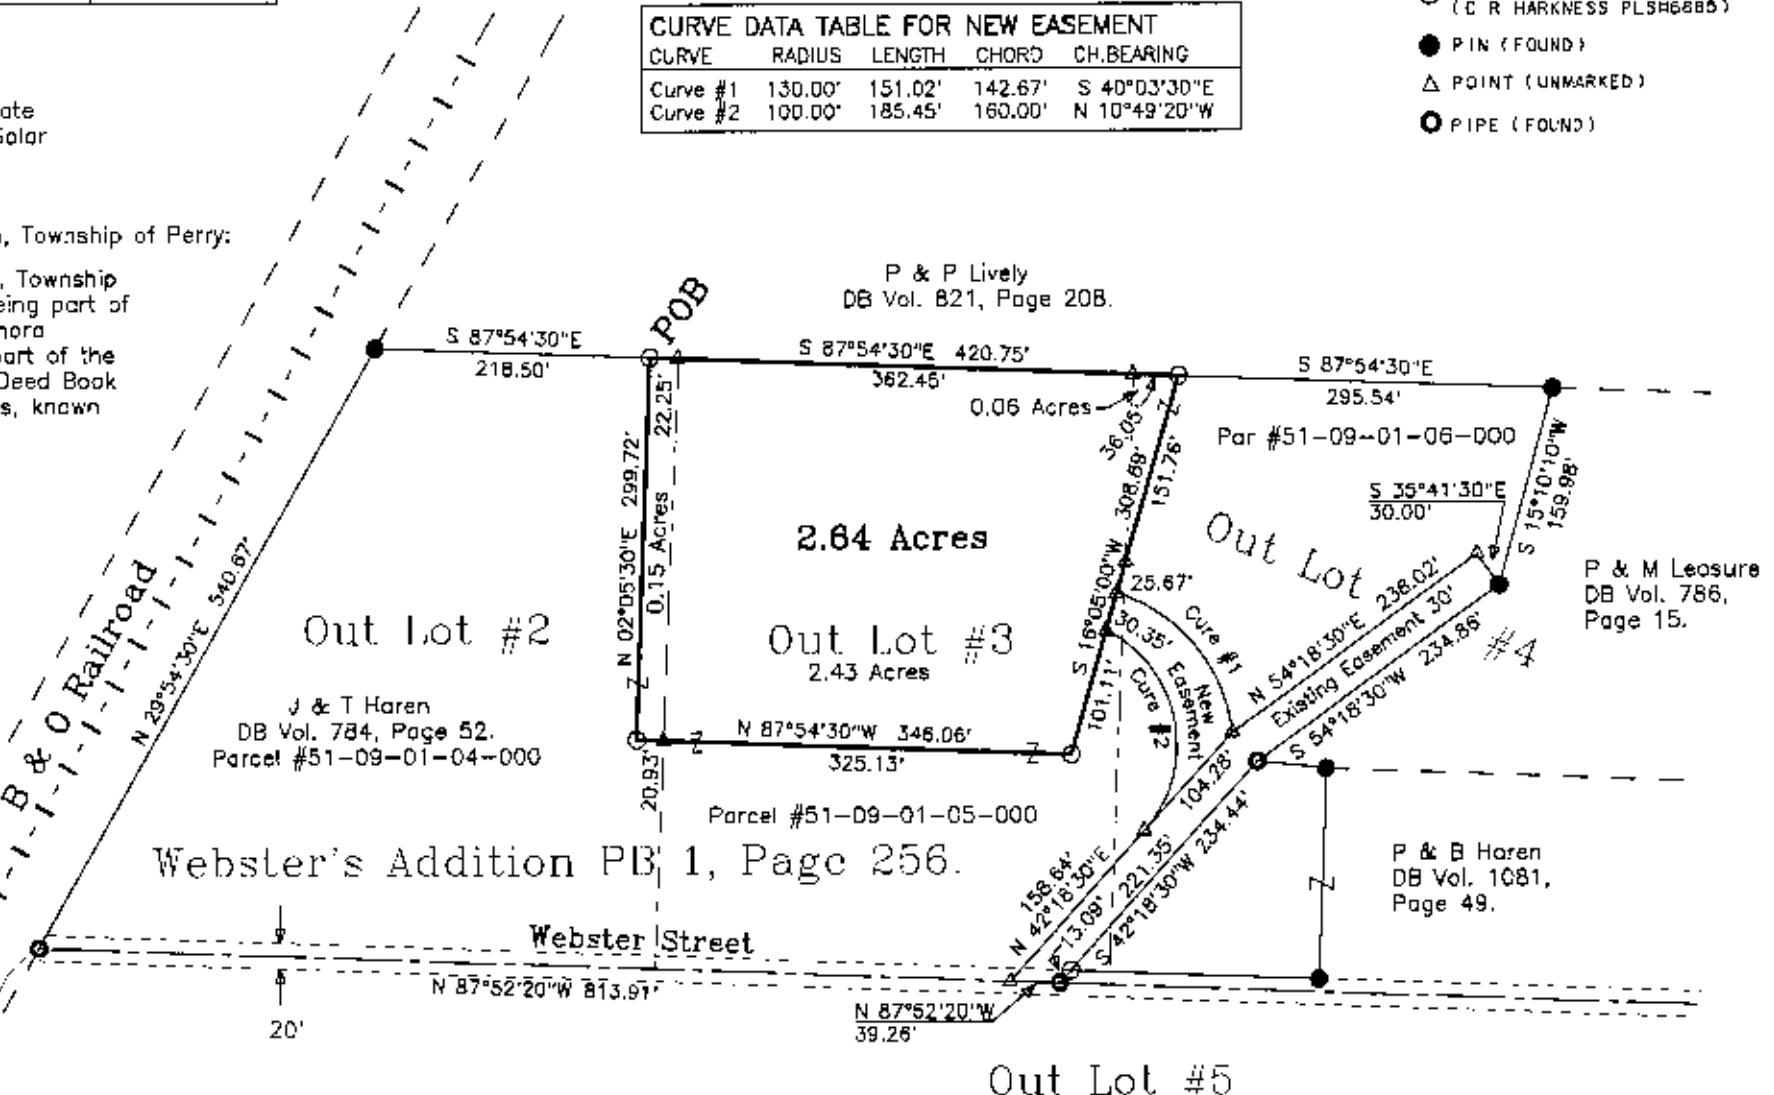 CURVE DATA TABLE FOR NEW EASEMENT
CURVE RADIUS LENGTH CHORD CH.BEARING
Curve #1 130.00' 151.02' 142.67' S 40°03'30"E
Curve #2 100.00' 185.45' 160.00' N 10°49'20"W
(C R HARKNESS PLS#6885)
PIN (FOUND)
POINT (UNMARKED)
PIPE (FOUND)
ate
Solar
, Township of Perry:
, Township
eing part of
nora
part of the
Deed Book
s, known
B & O Railroad
N 29°54'30"E 540.67'
S 87°54'30"E
218.50'
POB
P & P Lively
DB Vol. 821, Page 208.
S 87°54'30"E 420.75'
362.45'
0.06 Acres
36.05'
S 87°54'30"E
295.54'
Par #51-09-01-06-000
S 35°41'30"E
30.00'
S 15°10'10"W
159.98'
N 02°05'30"E 299.72'
22.25'
0.15 Acres
2.64 Acres
S 16°05'00"W 308.89'
151.76'
25.67'
30.35'
101.11'
Out Lot
#4
P & M Leasure
DB Vol. 786,
Page 15.
Out Lot #2
Out Lot #3
2.43 Acres
J & T Haren
DB Vol. 784, Page 52.
Parcel #51-09-01-04-000
N 87°54'30"W 346.06'
325.13'
20.93'
Parcel #51-09-01-05-000
Cure #1
Cure #2
New
Easement
N 54°18'30"E 238.02'
Existing Easement 30'
S 54°18'30"W 234.86'
104.28'
158.64'
N 42°18'30"E
13.09' / 221.35'
S 42°18'30"W 234.44'
P & B Haren
DB Vol. 1081,
Page 49.
Webster's Addition PB 1, Page 256.
Webster Street
N 87°52'20"W 813.91'
20'
N 87°52'20"W
39.26'
Out Lot #5